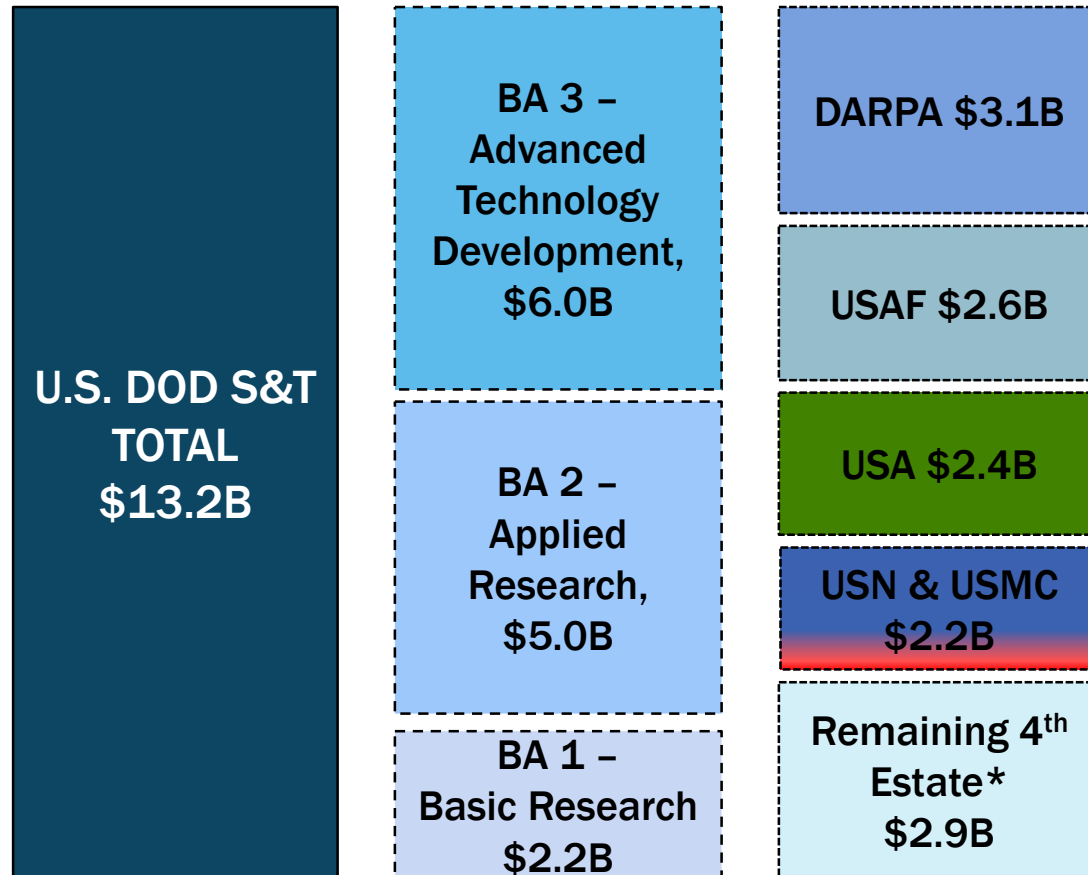 U.S. DOD S&T
TOTAL
$13.2B
BA 3 –
Advanced
Technology
Development,
$6.0B
BA 2 –
Applied
Research,
$5.0B
BA 1 –
Basic Research
$2.2B
DARPA $3.1B
USAF $2.6B
USA $2.4B
USN & USMC
$2.2B
Remaining 4th
Estate*
$2.9B